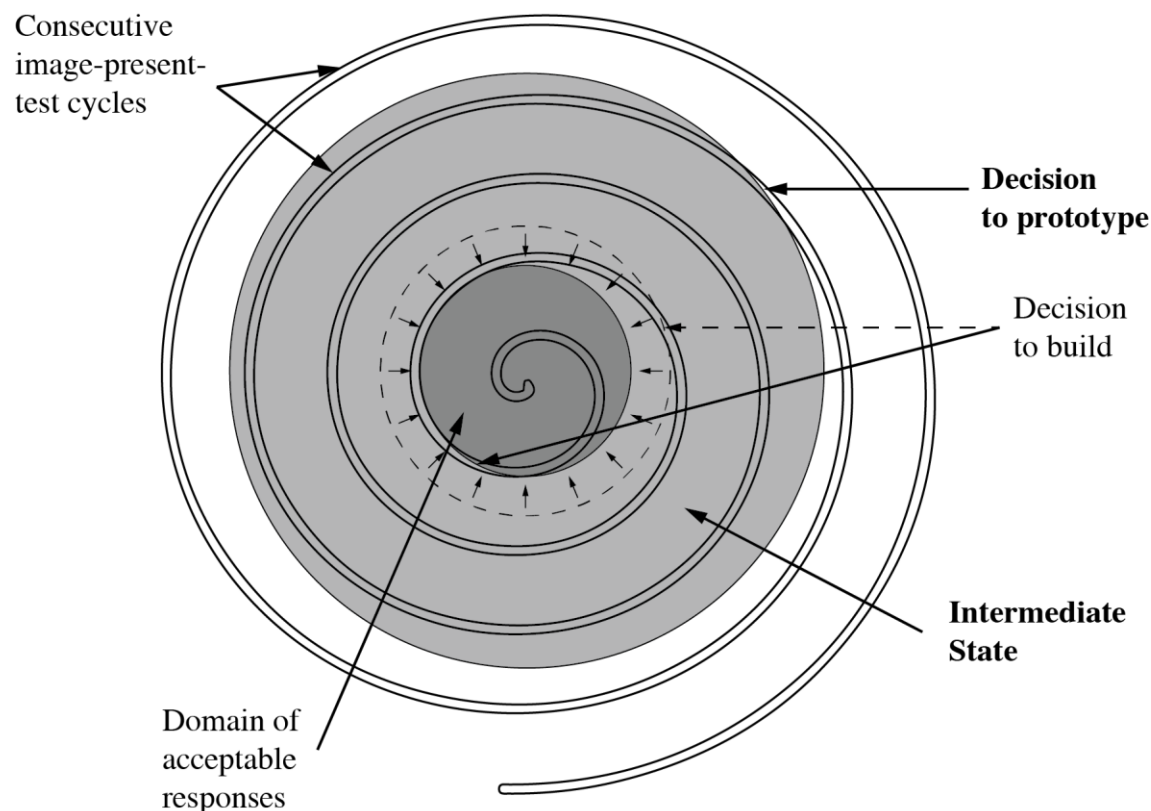 Consecutive
image-present-
test cycles
Decision
to prototype
Decision
to build
Intermediate
State
Domain of
acceptable
responses